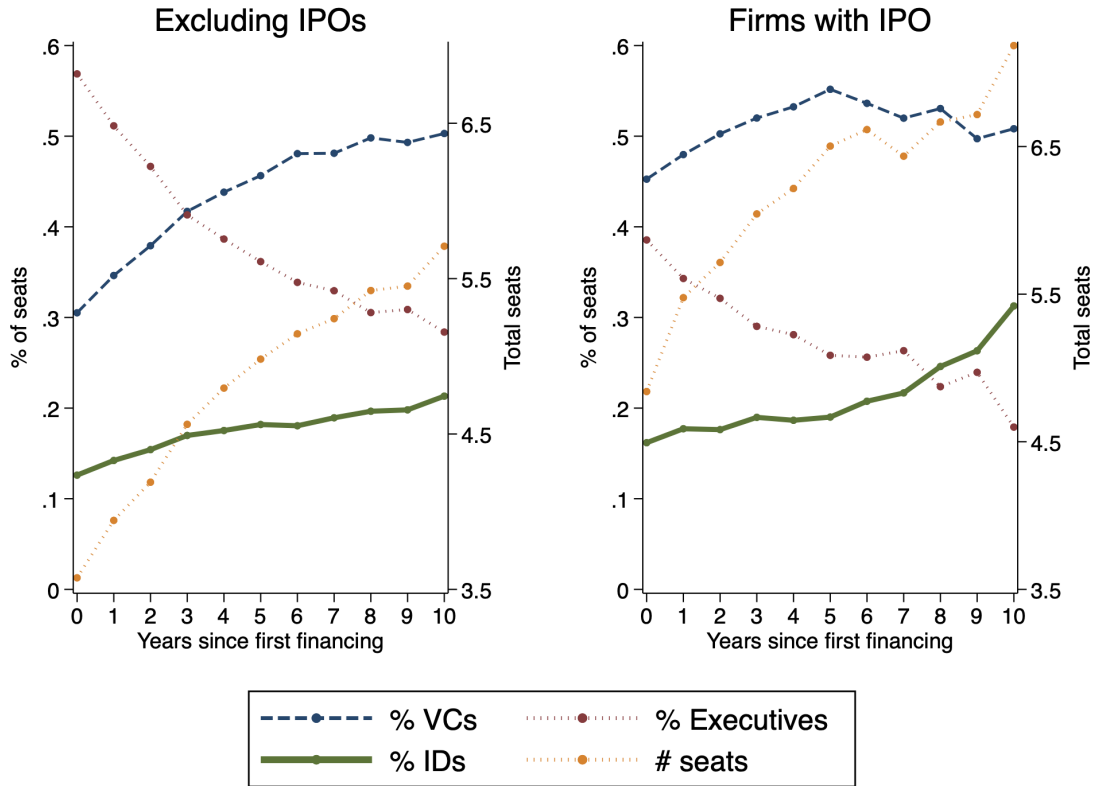 Excluding IPOs
.6
.5
.4
.3
.2
.1
0
% of seats
6.5
5.5
4.5
3.5
Total seats
0 1 2 3 4 5 6 7 8 9 10
Years since first financing
Firms with IPO
.6
.5
.4
.3
.2
.1
0
% of seats
6.5
5.5
4.5
3.5
Total seats
0 1 2 3 4 5 6 7 8 9 10
Years since first financing
% VCs % Executives
% IDs # seats